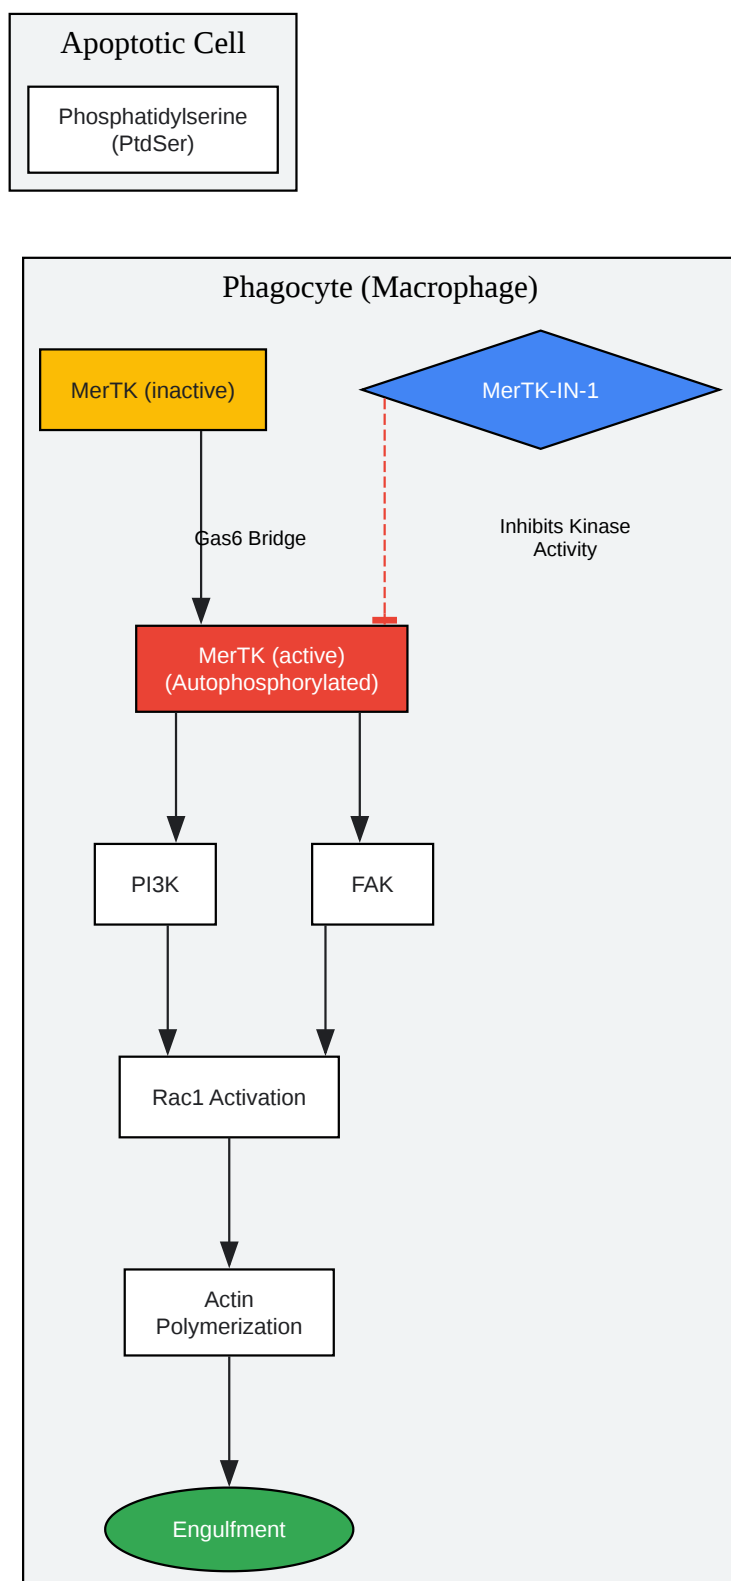 Apoptotic Cell
Phosphatidylserine
(PtdSer)
Phagocyte (Macrophage)
MerTK (inactive)
MerTK-IN-1
Gas6 Bridge
Inhibits Kinase
Activity
MerTK (active)
(Autophosphorylated)
PI3K
FAK
Rac1 Activation
Actin
Polymerization
Engulfment